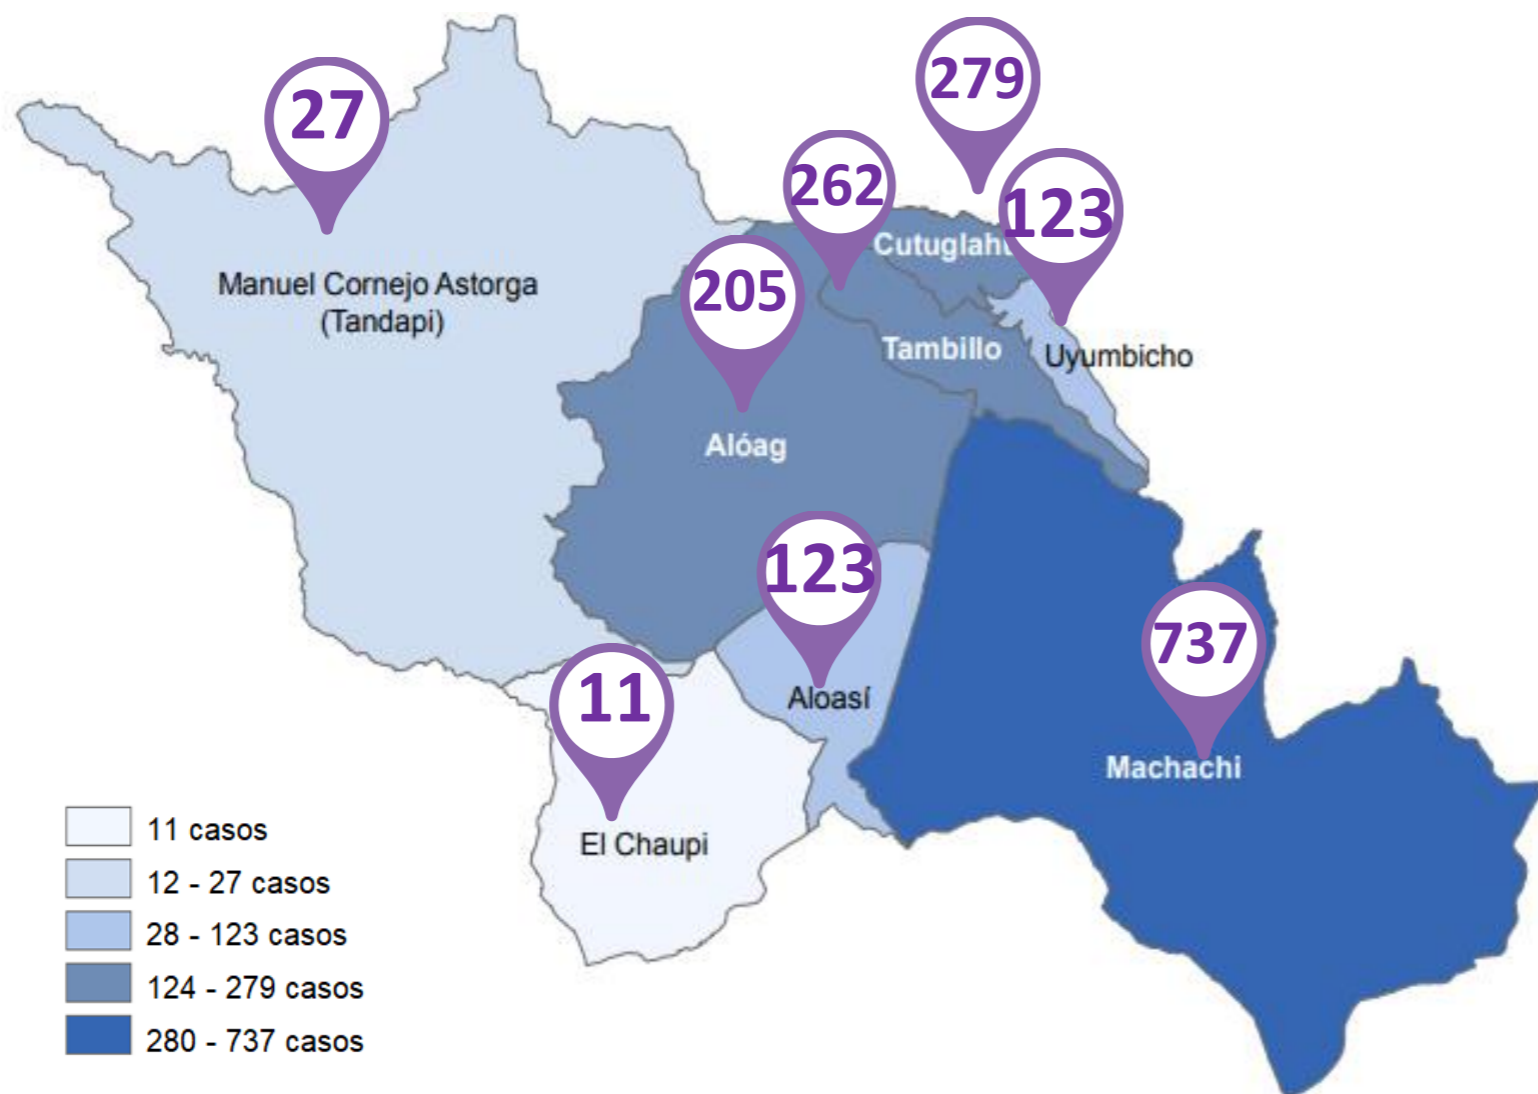 279
27
262
123
Cutuglahu
Manuel Cornejo Astorga
(Tandapi)
205
Tambillo
Uyumbicho
Alóag
123
737
11
Aloasí
Machachi
El Chaupi
11 casos
12 - 27 casos
28 - 123 casos
124 - 279 casos
280 - 737 casos